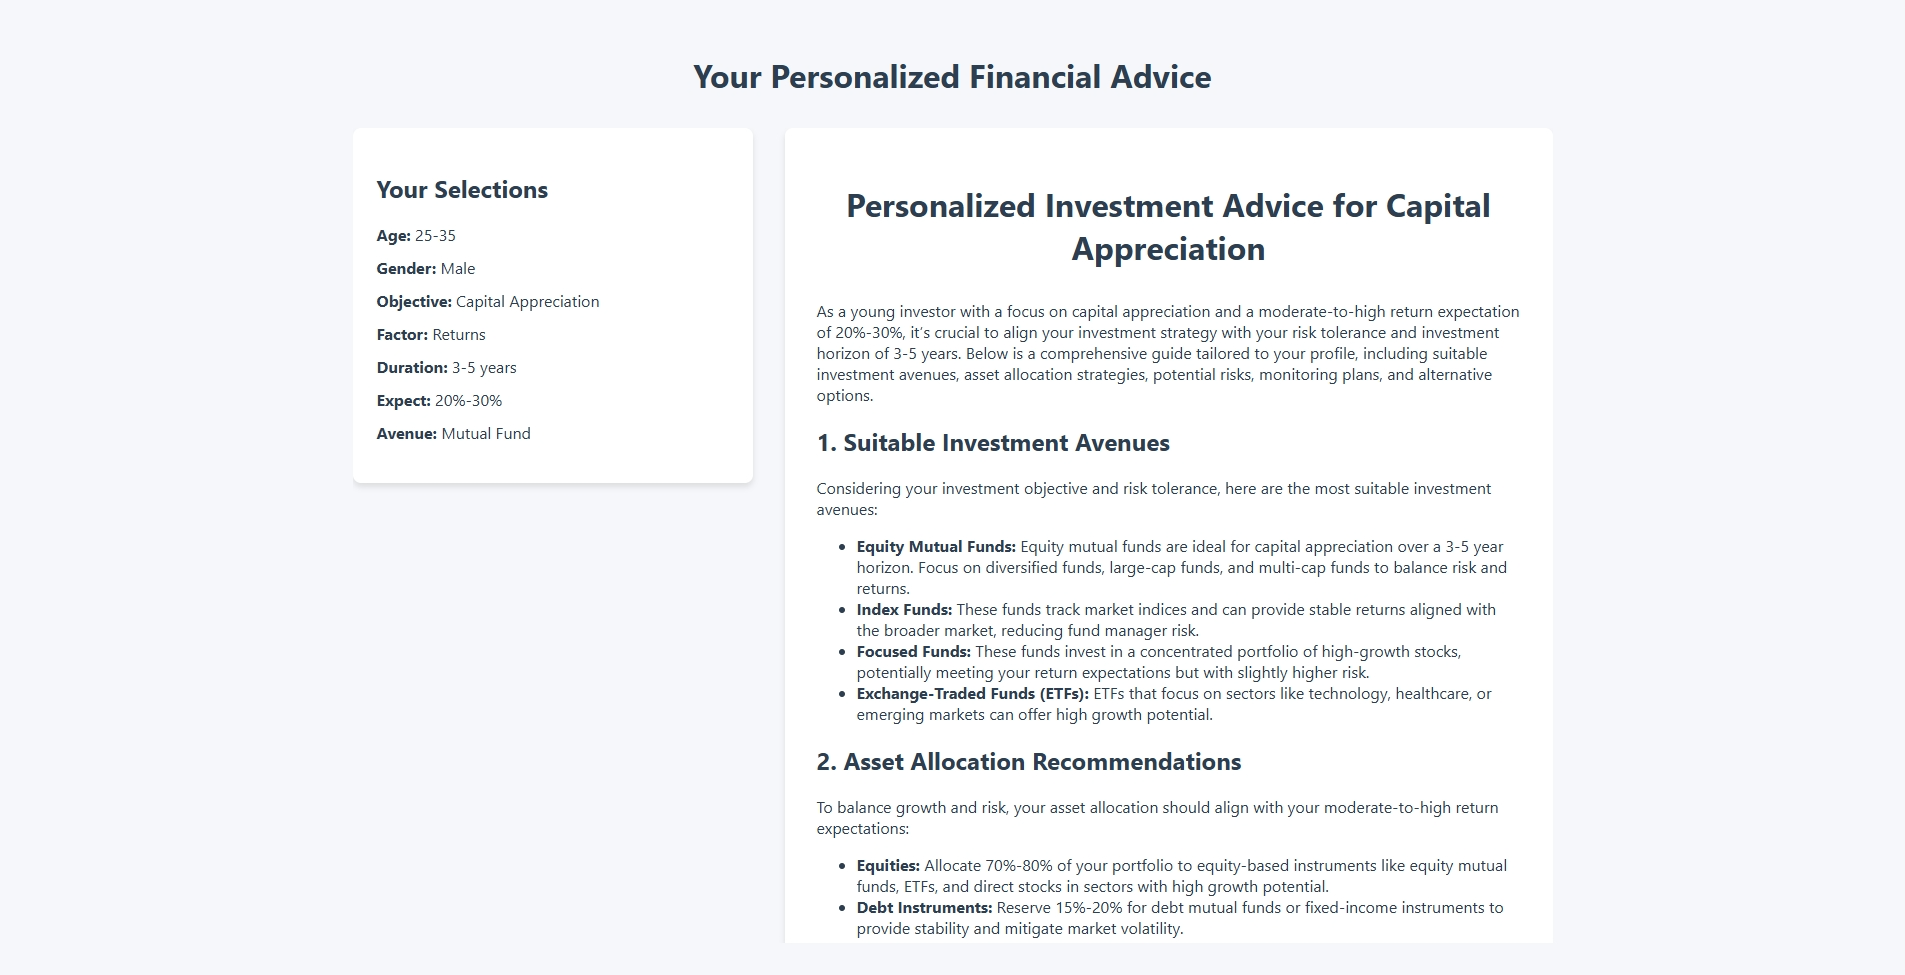 Your Personalized Financial Advice
Your Selections
Age: 25-35
Gender: Male
Objective: Capital Appreciation
Factor: Returns
Duration: 3-5 years
Expect: 20%-30%
Avenue: Mutual Fund
Personalized Investment Advice for Capital
Appreciation
As a young investor with a focus on capital appreciation and a moderate-to-high return expectation
of 20%-30%, it's crucial to align your investment strategy with your risk tolerance and investment
horizon of 3-5 years. Below is a comprehensive guide tailored to your profile, including suitable
investment avenues, asset allocation strategies, potential risks, monitoring plans, and alternative
options.
1. Suitable Investment Avenues
Considering your investment objective and risk tolerance, here are the most suitable investment
avenues:
• Equity Mutual Funds: Equity mutual funds are ideal for capital appreciation over a 3-5 year
horizon. Focus on diversified funds, large-cap funds, and multi-cap funds to balance risk and
returns.
• Index Funds: These funds track market indices and can provide stable returns aligned with
the broader market, reducing fund manager risk.
• Focused Funds: These funds invest in a concentrated portfolio of high-growth stocks,
potentially meeting your return expectations but with slightly higher risk.
• Exchange-Traded Funds (ETFs): ETFs that focus on sectors like technology, healthcare, or
emerging markets can offer high growth potential.
2. Asset Allocation Recommendations
To balance growth and risk, your asset allocation should align with your moderate-to-high return
expectations:
• Equities: Allocate 70%-80% of your portfolio to equity-based instruments like equity mutual
funds, ETFs, and direct stocks in sectors with high growth potential.
• Debt Instruments: Reserve 15%-20% for debt mutual funds or fixed-income instruments to
provide stability and mitigate market volatility.